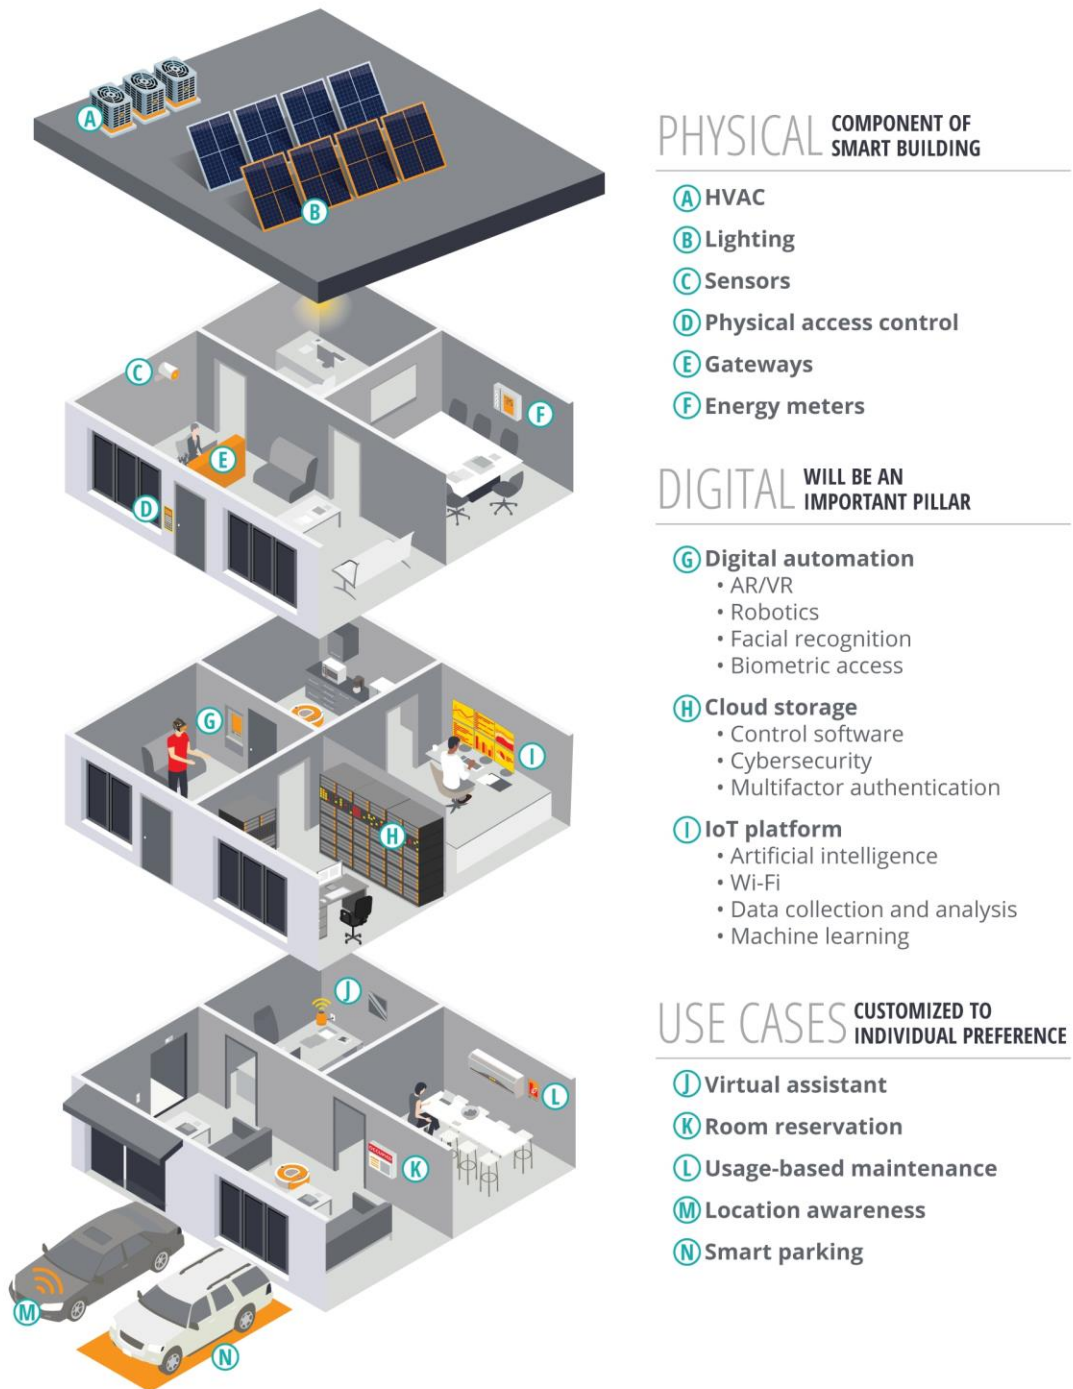 PHYSICAL COMPONENT OF
SMART BUILDING
A HVAC
B Lighting
C Sensors
D Physical access control
E Gateways
F Energy meters
DIGITAL WILL BE AN
IMPORTANT PILLAR
G Digital automation
• AR/VR
• Robotics
• Facial recognition
• Biometric access
H Cloud storage
• Control software
• Cybersecurity
• Multifactor authentication
I IoT platform
• Artificial intelligence
• Wi-Fi
• Data collection and analysis
• Machine learning
USE CASES CUSTOMIZED TO
INDIVIDUAL PREFERENCE
J Virtual assistant
K Room reservation
L Usage-based maintenance
M Location awareness
N Smart parking
A
B
C
F
E
D
G
I
H
J
L
K
M
N